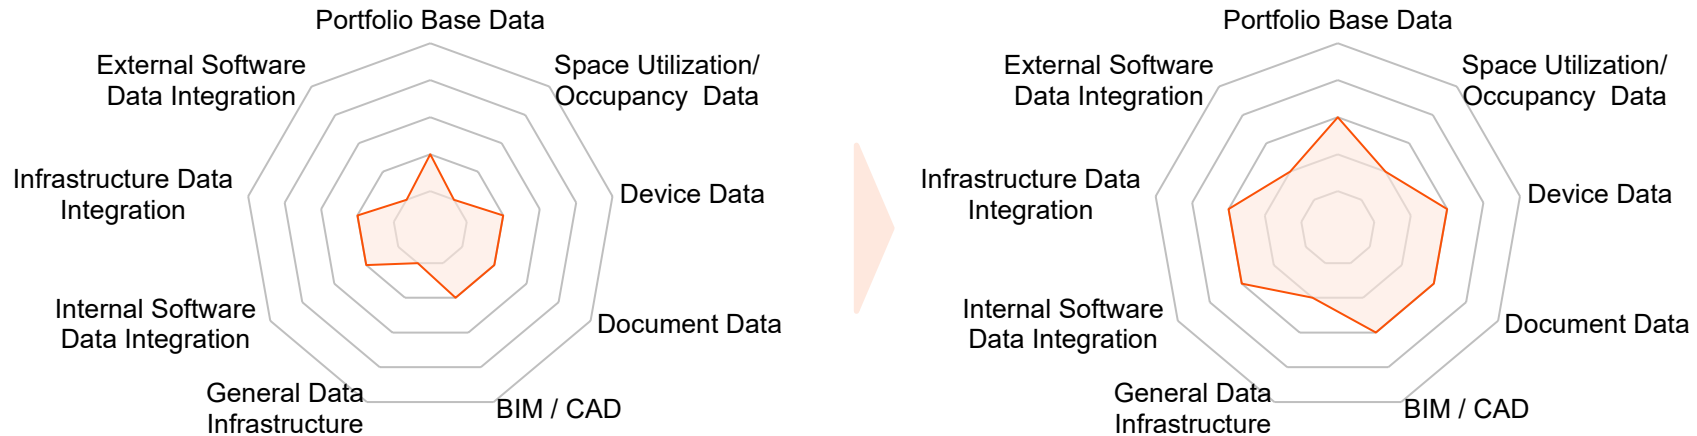 Portfolio Base Data
External Software
Data Integration
Space Utilization/
Occupancy  Data
Infrastructure Data
Integration
Device Data
Internal Software
Data Integration
Document Data
General Data
Infrastructure
BIM / CAD
Portfolio Base Data
External Software
Data Integration
Space Utilization/
Occupancy  Data
Infrastructure Data
Integration
Device Data
Internal Software
Data Integration
Document Data
General Data
Infrastructure
BIM / CAD